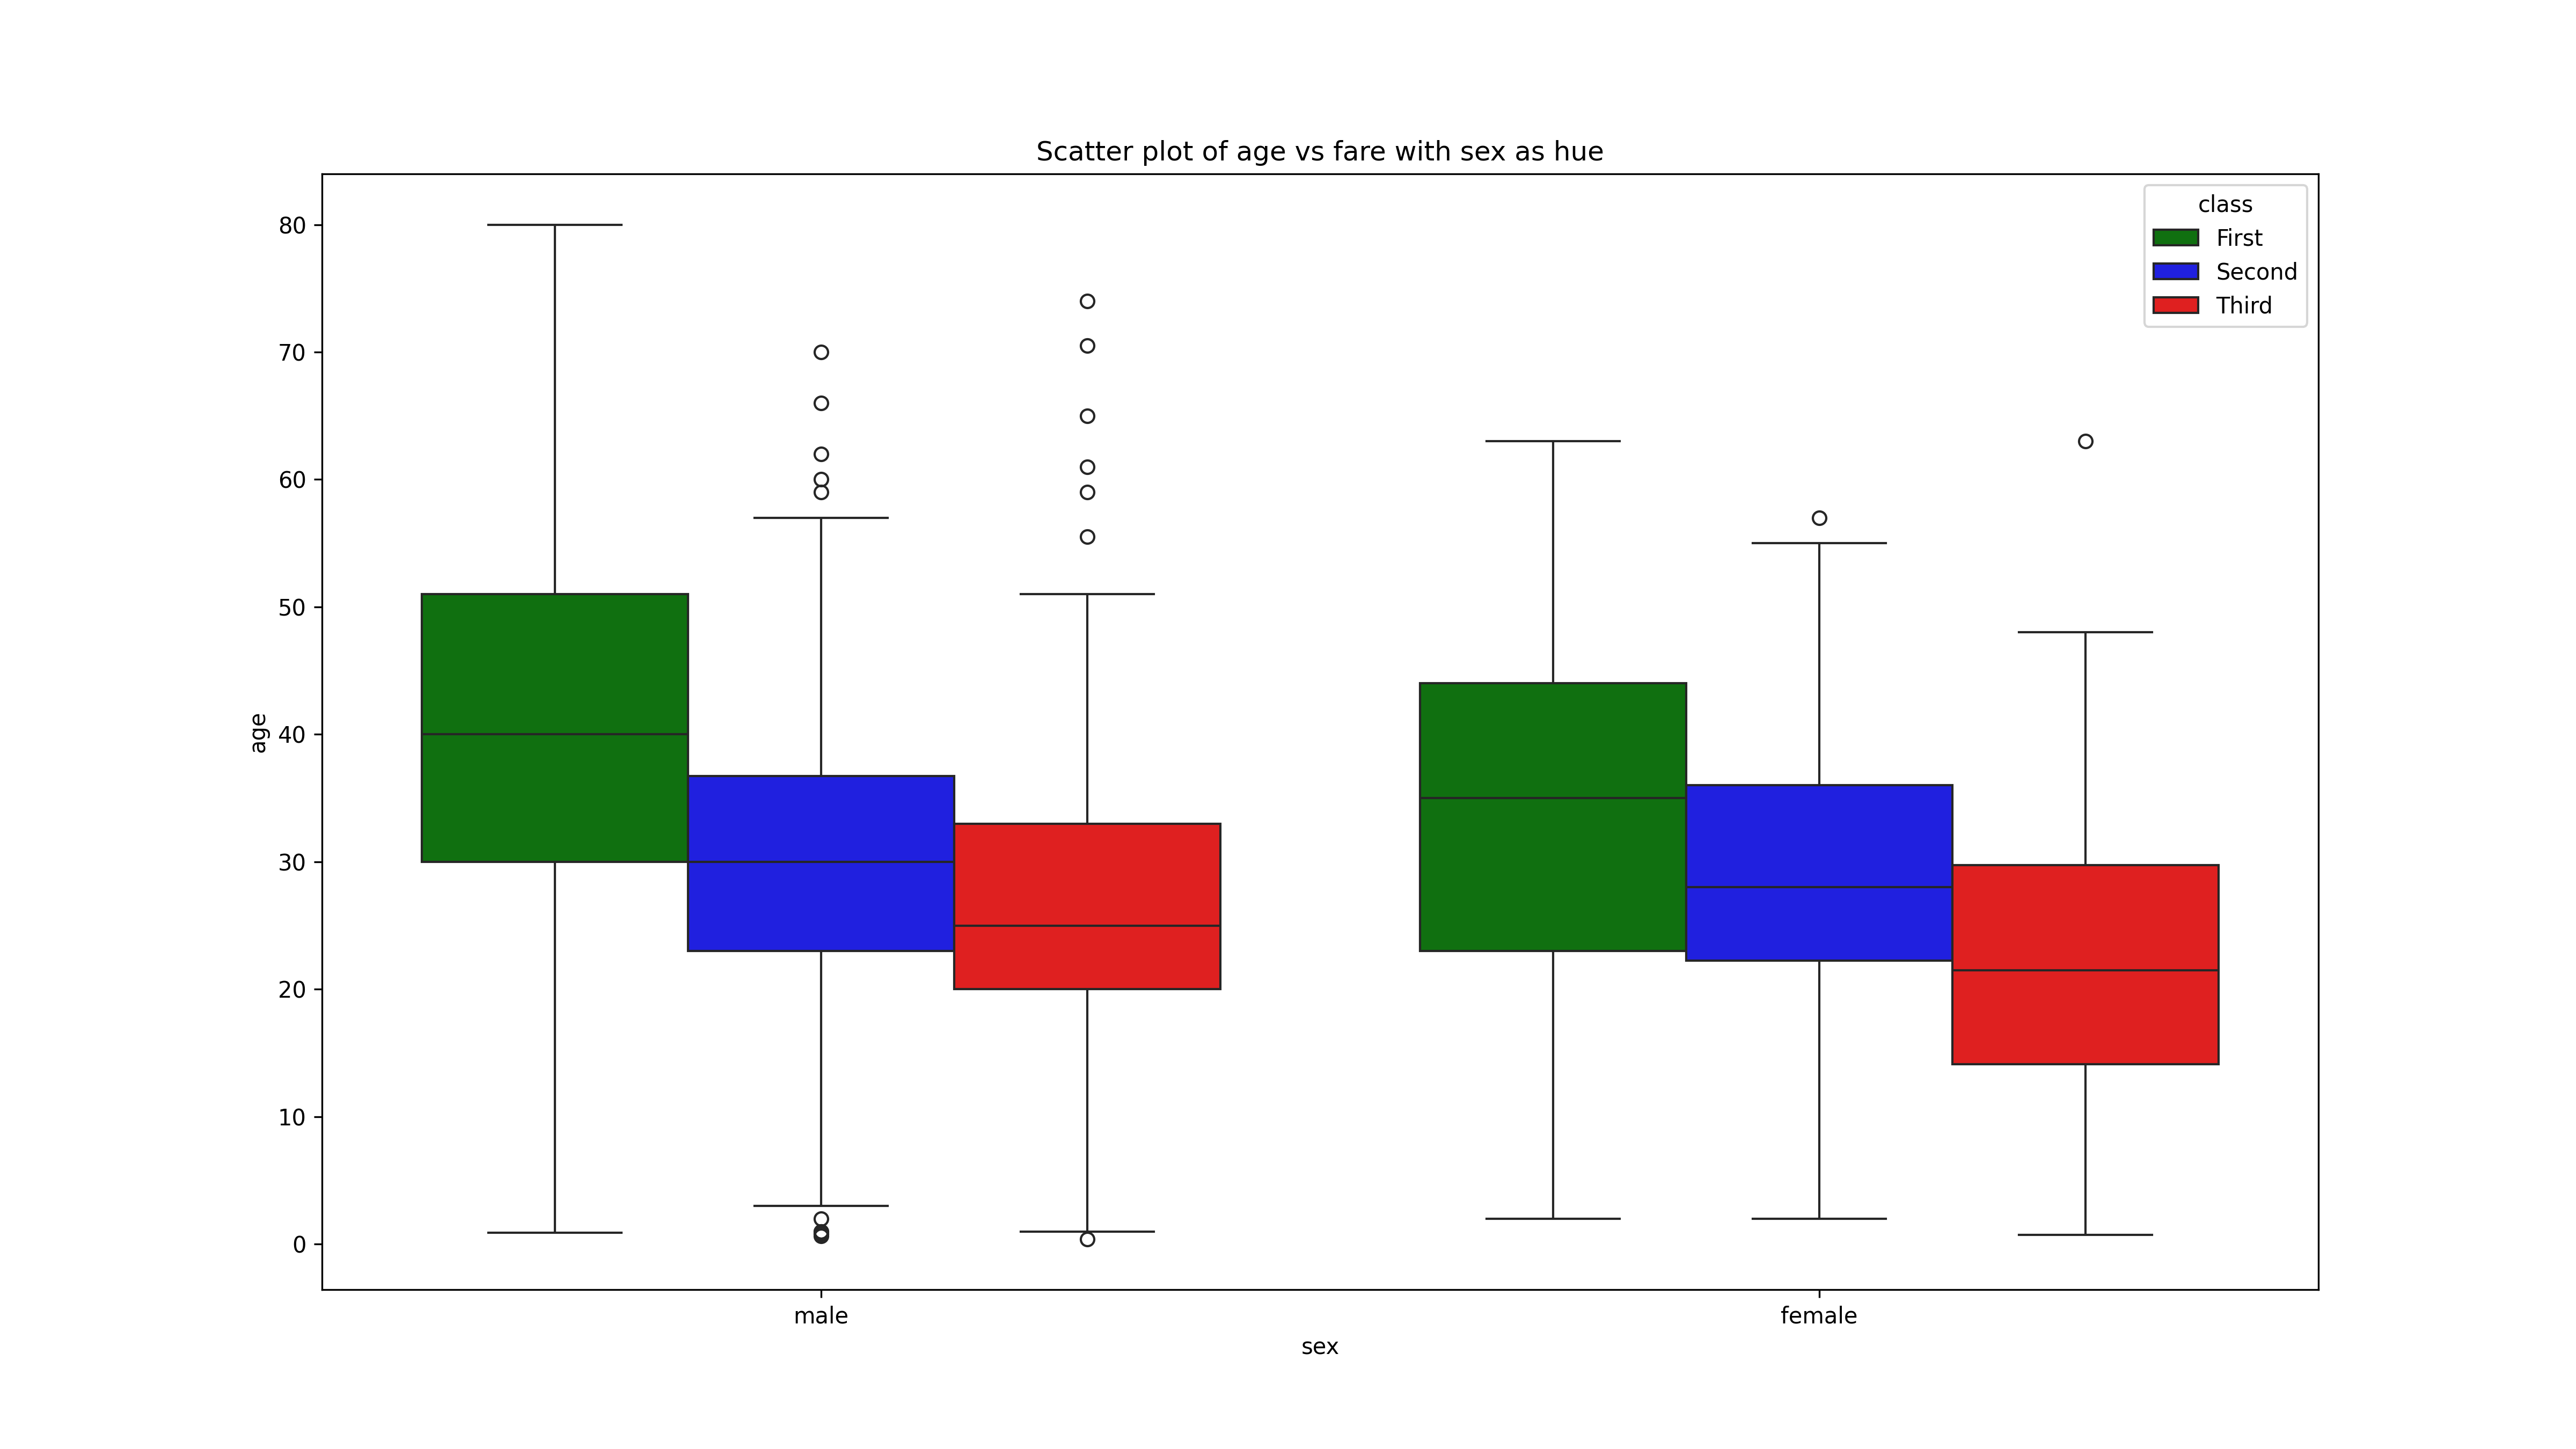 Scatter plot of age vs fare with sex as hue
class
First
Second
Third
80
70
60
50
40
30
20
10
0
age
male
female
sex